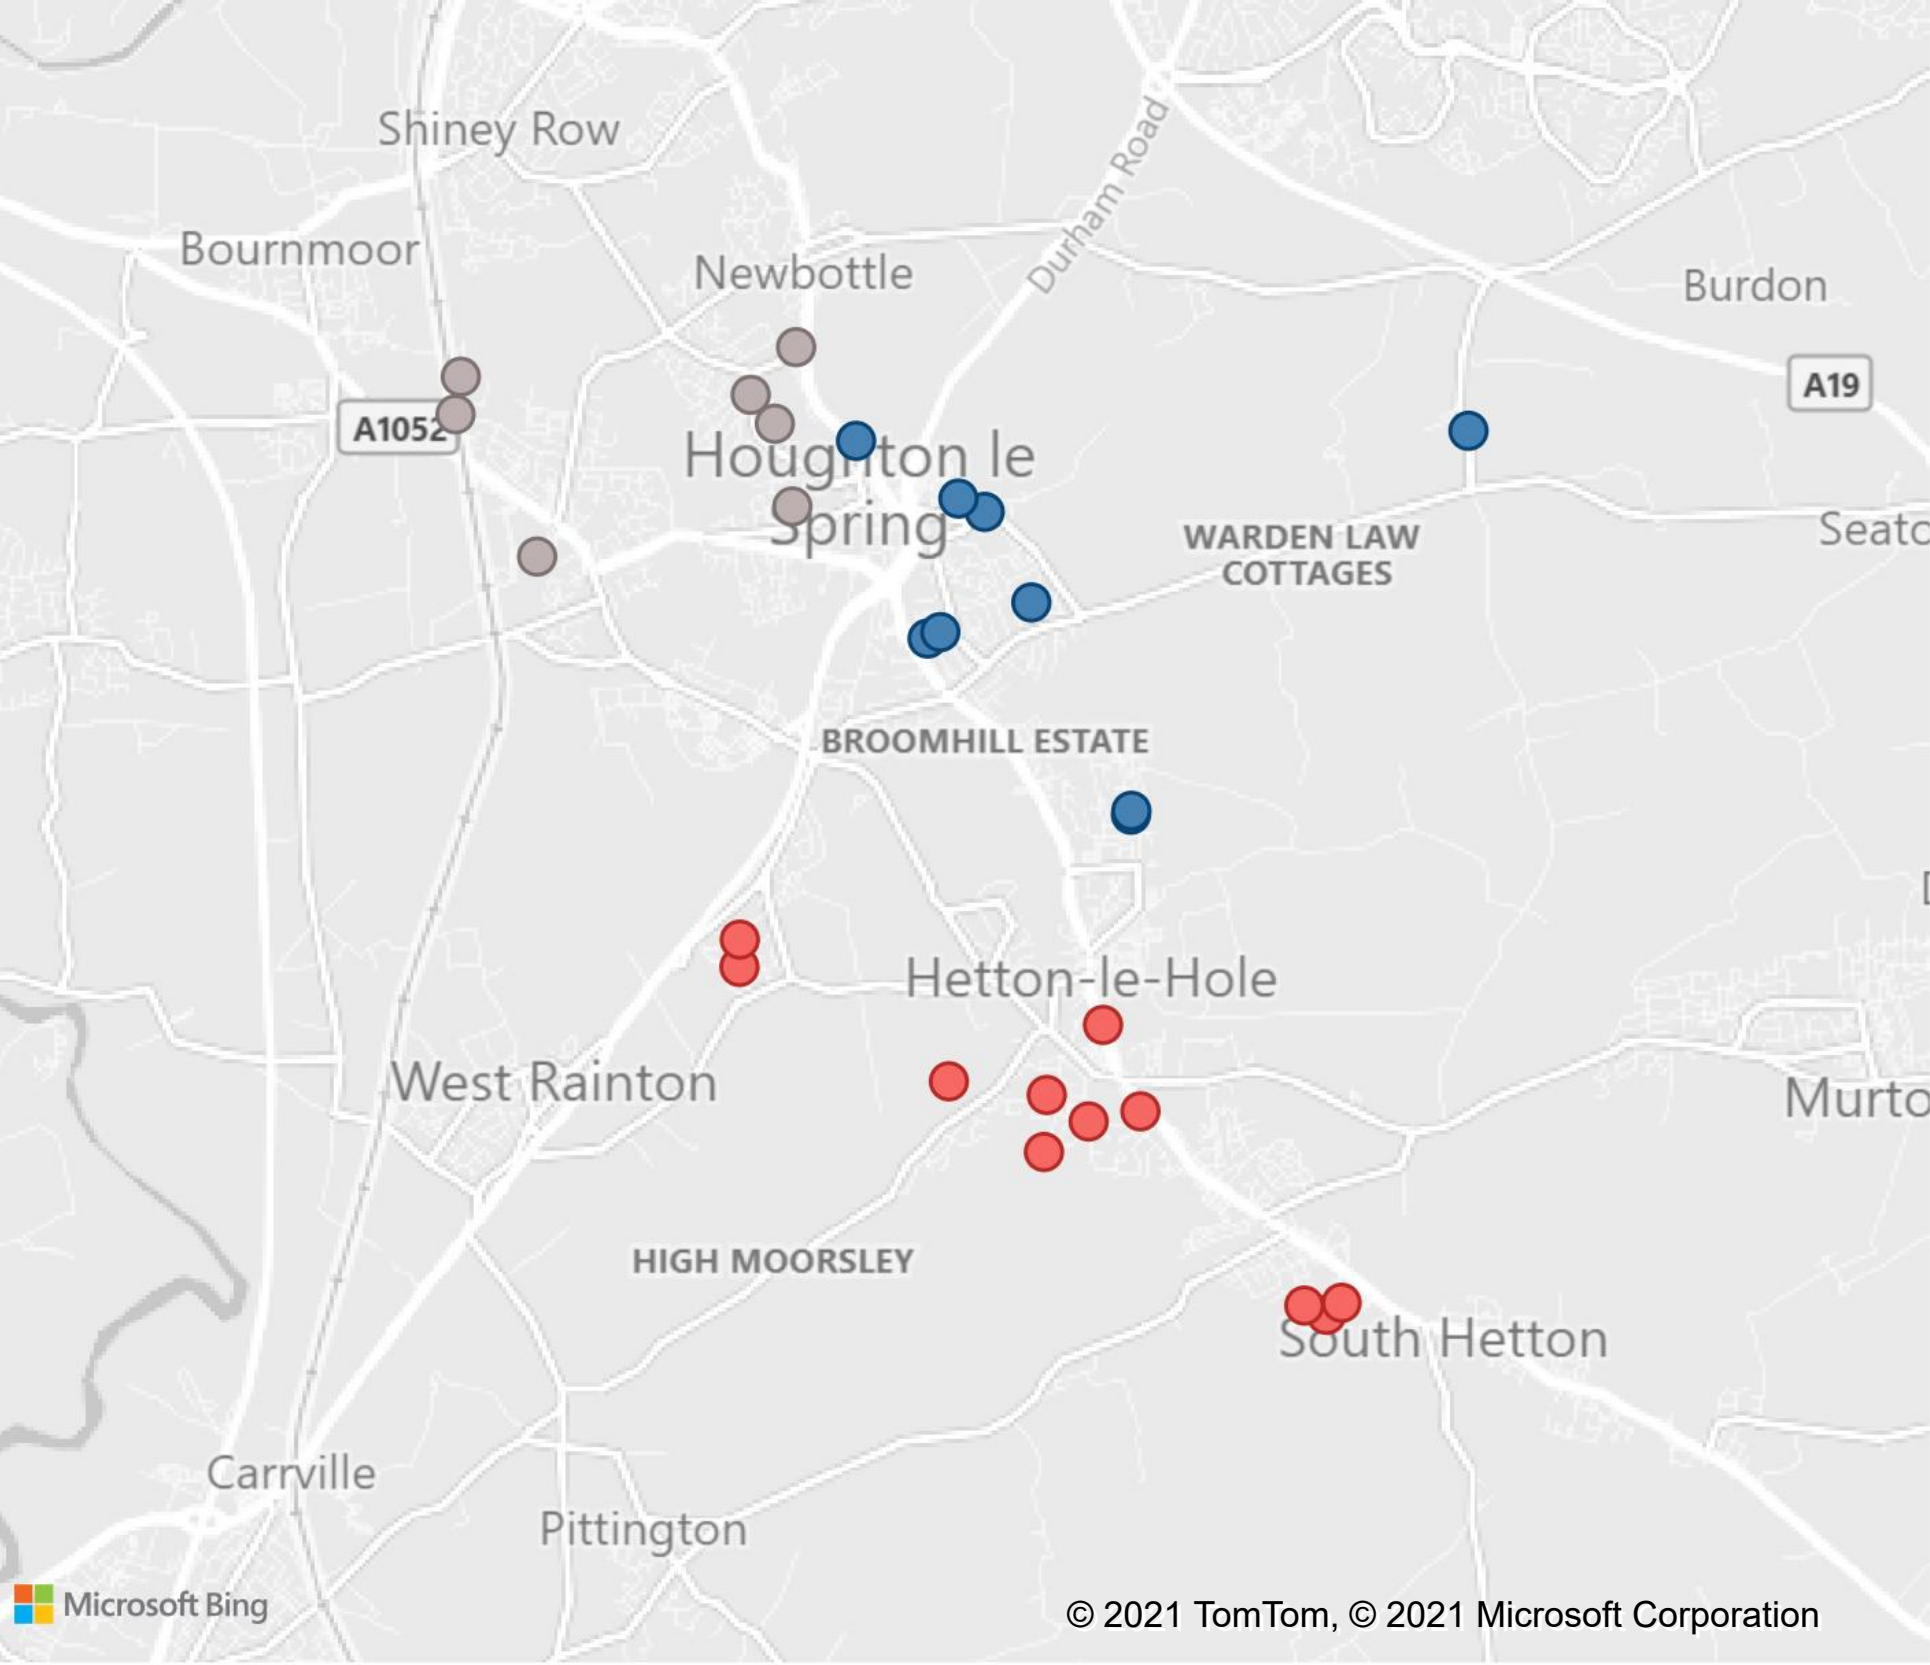 Shiney Row
Bournmoor
Newbottle
Durham Road
Burdon
A19
A1052
Houghton le
Spring
WARDEN LAW
COTTAGES
Seato
BROOMHILL ESTATE
Hetton-le-Hole
West Rainton
Murto
HIGH MOORSLEY
South Hetton
Carrville
Pittington
Microsoft Bing
© 2021 TomTom, © 2021 Microsoft Corporation